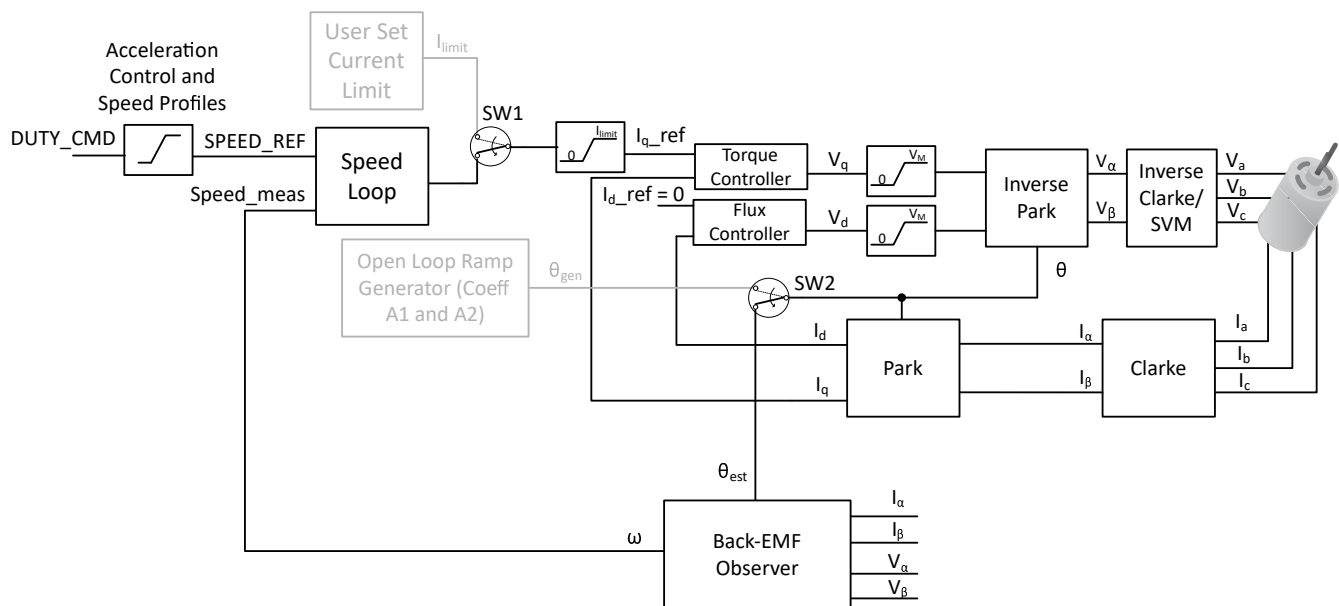 User Set
Current
Limit
I_limit
Acceleration
Control and
Speed Profiles
SW1
DUTY_CMD
SPEED_REF
Speed
Loop
Speed_meas
I_limit
0
I_q_ref
Torque
Controller
V_q
V_M
0
I_d_ref = 0
Flux
Controller
V_d
V_M
0
Inverse
Park
V_α
V_β
Inverse
Clarke/
SVM
V_a
V_b
V_c
Open Loop Ramp
Generator (Coeff
A1 and A2)
θ_gen
SW2
θ
I_d
I_q
Park
I_α
I_β
Clarke
I_a
I_b
I_c
θ_est
ω
Back-EMF
Observer
I_α
I_β
V_α
V_β